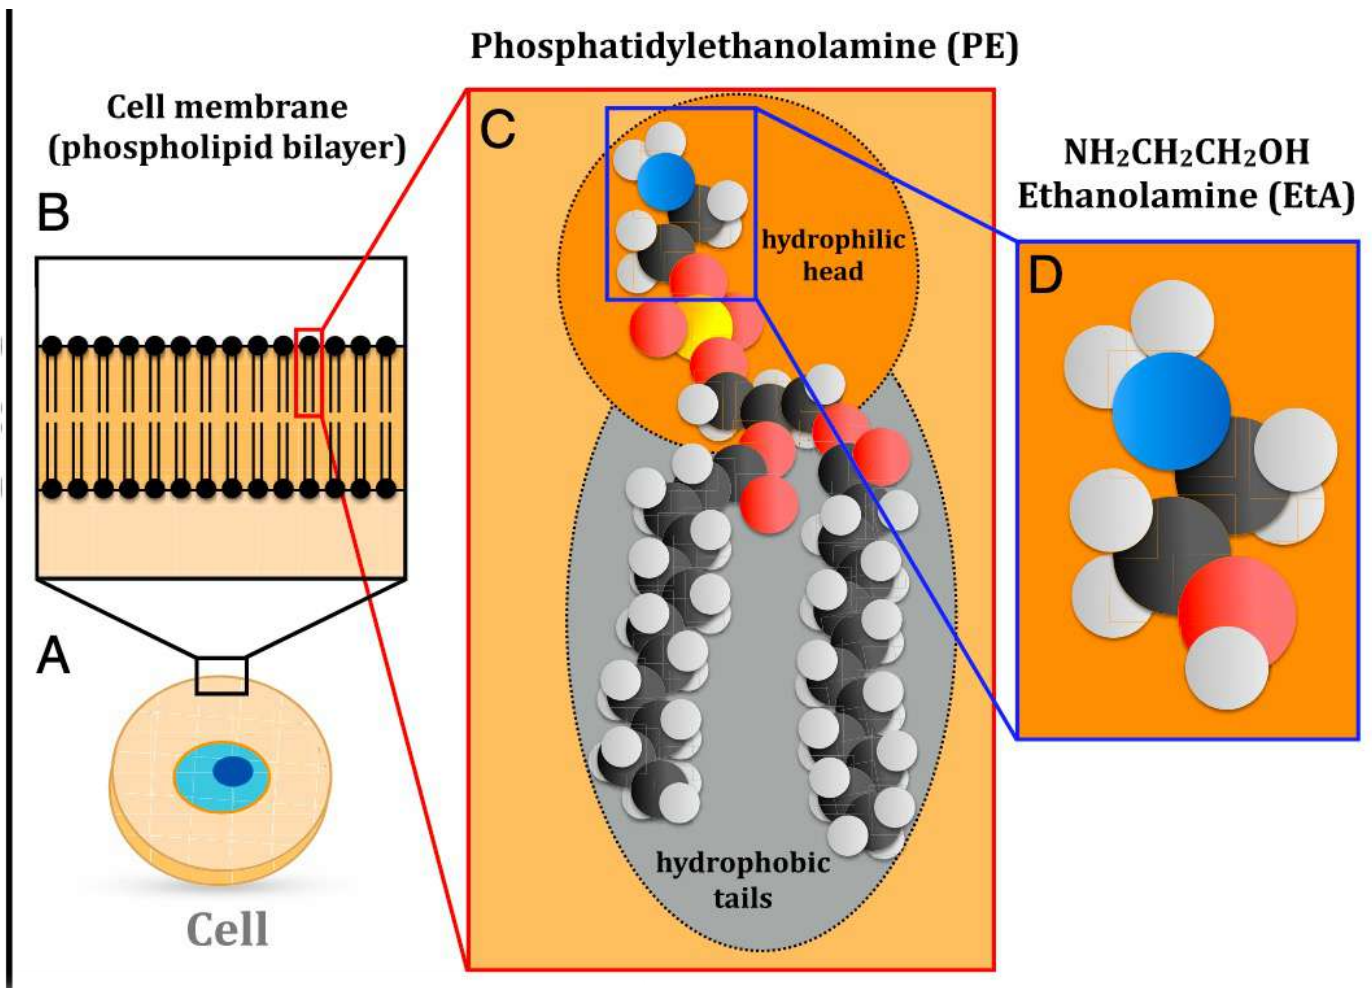 Phosphatidylethanolamine (PE)
Cell membrane
(phospholipid bilayer)
B
C
hydrophilic
head
NH₂CH₂CH₂OH
Ethanolamine (EtA)
D
A
Cell
hydrophobic
tails